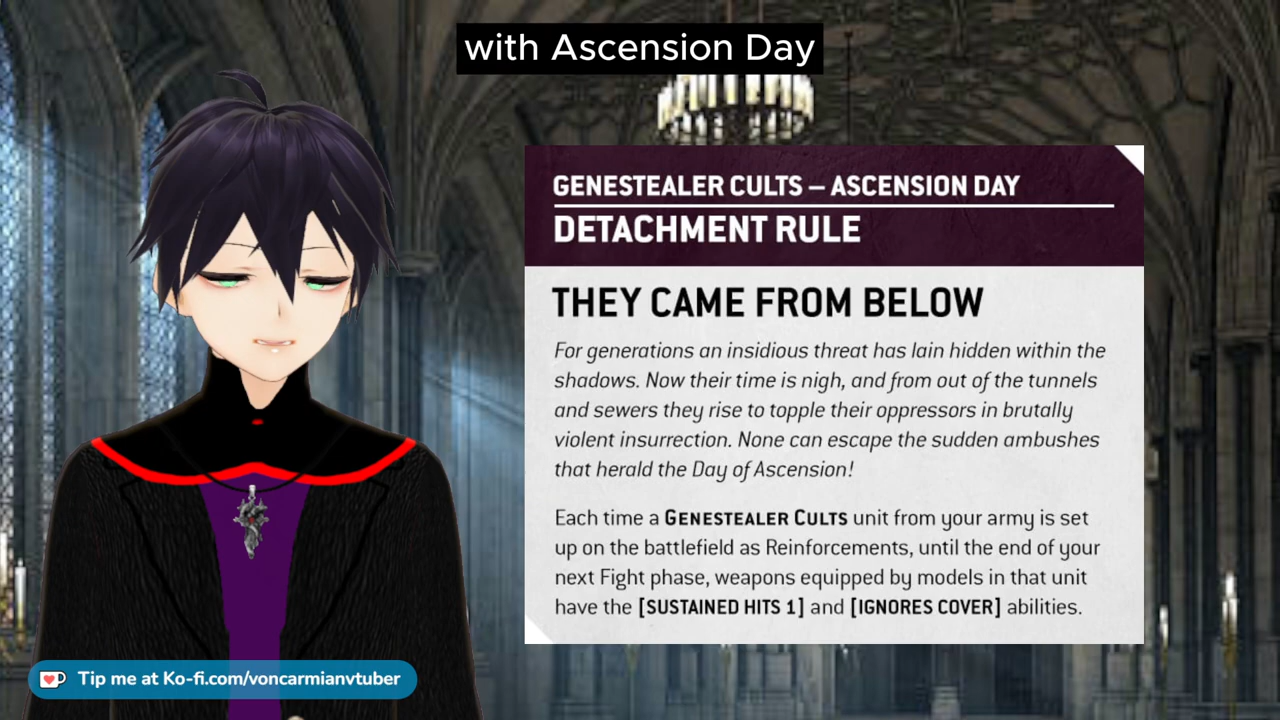 with Ascension Day
GENESTEALER CULTS – ASCENSION DAY
DETACHMENT RULE
THEY CAME FROM BELOW
For generations an insidious threat has lain hidden within the
shadows. Now their time is nigh, and from out of the tunnels
and sewers they rise to topple their oppressors in brutally
violent insurrection. None can escape the sudden ambushes
that herald the Day of Ascension!
Each time a GENESTEALER CULTS unit from your army is set
up on the battlefield as Reinforcements, until the end of your
next Fight phase, weapons equipped by models in that unit
have the [SUSTAINED HITS 1] and [IGNORES COVER] abilities.
Tip me at Ko-fi.com/voncarmianvtuber